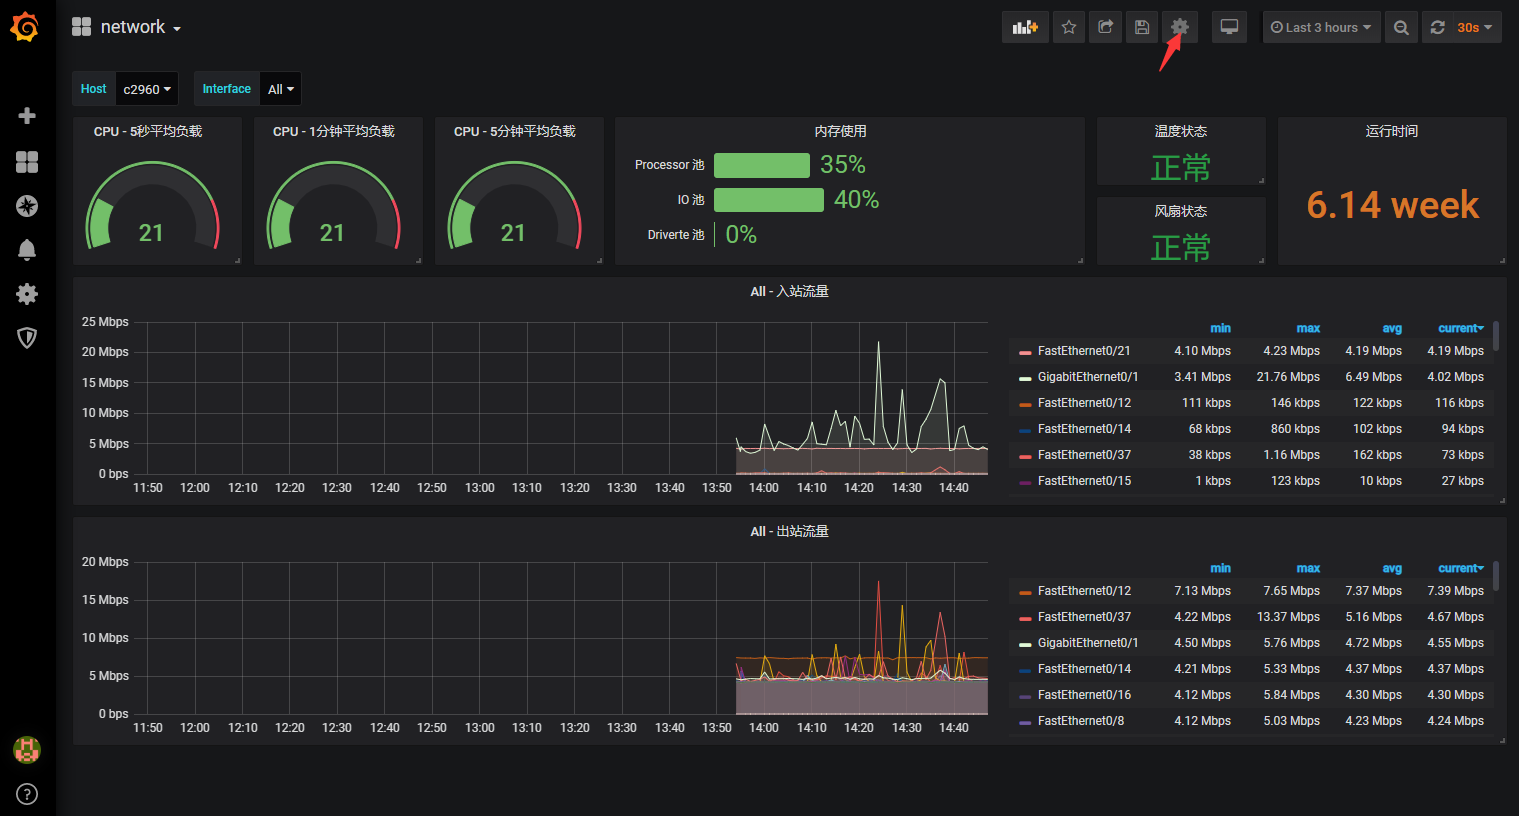 network
Last 3 hours
30s
Host c2960 Interface All
CPU - 5秒平均负载
21
CPU - 1分钟平均负载
21
CPU - 5分钟平均负载
21
内存使用
Processor 池 35%
IO 池 40%
Driverte 池 0%
温度状态
正常
风扇状态
正常
运行时间
6.14 week
All - 入站流量
25 Mbps
20 Mbps
15 Mbps
10 Mbps
5 Mbps
0 bps
11:50 12:00 12:10 12:20 12:30 12:40 12:50 13:00 13:10 13:20 13:30 13:40 13:50 14:00 14:10 14:20 14:30 14:40
min max avg current
FastEthernet0/21 4.10 Mbps 4.23 Mbps 4.19 Mbps 4.19 Mbps
GigabitEthernet0/1 3.41 Mbps 21.76 Mbps 6.49 Mbps 4.02 Mbps
FastEthernet0/12 111 kbps 146 kbps 122 kbps 116 kbps
FastEthernet0/14 68 kbps 860 kbps 102 kbps 94 kbps
FastEthernet0/37 38 kbps 1.16 Mbps 162 kbps 73 kbps
FastEthernet0/15 1 kbps 123 kbps 10 kbps 27 kbps
All - 出站流量
20 Mbps
15 Mbps
10 Mbps
5 Mbps
0 bps
11:50 12:00 12:10 12:20 12:30 12:40 12:50 13:00 13:10 13:20 13:30 13:40 13:50 14:00 14:10 14:20 14:30 14:40
min max avg current
FastEthernet0/12 7.13 Mbps 7.65 Mbps 7.37 Mbps 7.39 Mbps
FastEthernet0/37 4.22 Mbps 13.37 Mbps 5.16 Mbps 4.67 Mbps
GigabitEthernet0/1 4.50 Mbps 5.76 Mbps 4.72 Mbps 4.55 Mbps
FastEthernet0/14 4.21 Mbps 5.33 Mbps 4.37 Mbps 4.37 Mbps
FastEthernet0/16 4.12 Mbps 5.84 Mbps 4.30 Mbps 4.30 Mbps
FastEthernet0/8 4.12 Mbps 5.03 Mbps 4.23 Mbps 4.24 Mbps